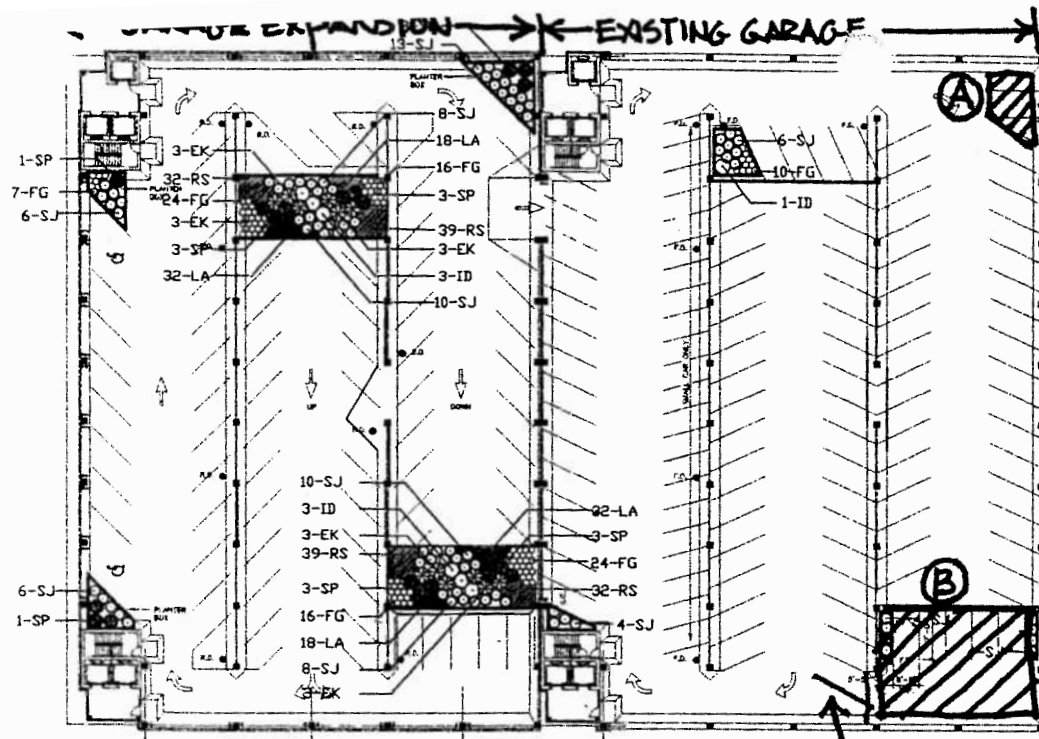 EXPANSION
EXISTING GARAGE
13-SJ
PLANTER
BOX
A
8-SJ
3-EK
18-LA
6-SJ
1-SP
16-FG
10-FG
32-RS
7-FG
PLANTER
24-FG
3-SP
1-ID
6-SJ
3-EK
39-RS
3-SP
3-EK
32-LA
3-ID
10-SJ
SMALL CAR ONLY
UP
DOWN
10-SJ
3-ID
32-LA
3-EK
3-SP
39-RS
24-FG
3-SP
32-RS
6-SJ
PLANTER
BOX
1-SP
16-FG
4-SJ
B
18-LA
8-SJ
3-EK